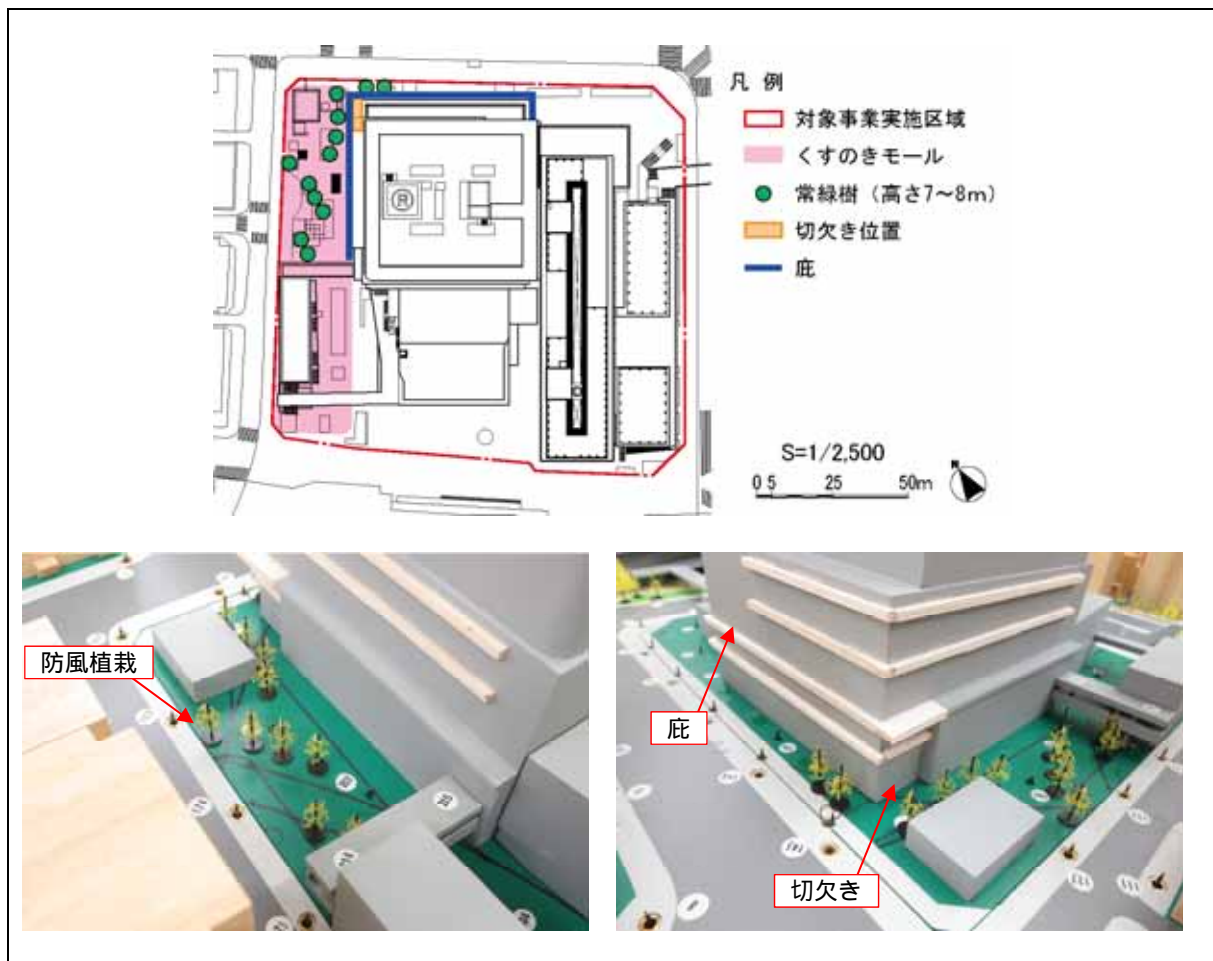 凡 例
対象事業実施区域
くすのきモール
常緑樹（高さ7～8m）
切欠き位置
庇
R
S=1/2,500
0 5 25 50m
N
防風植栽
庇
切欠き